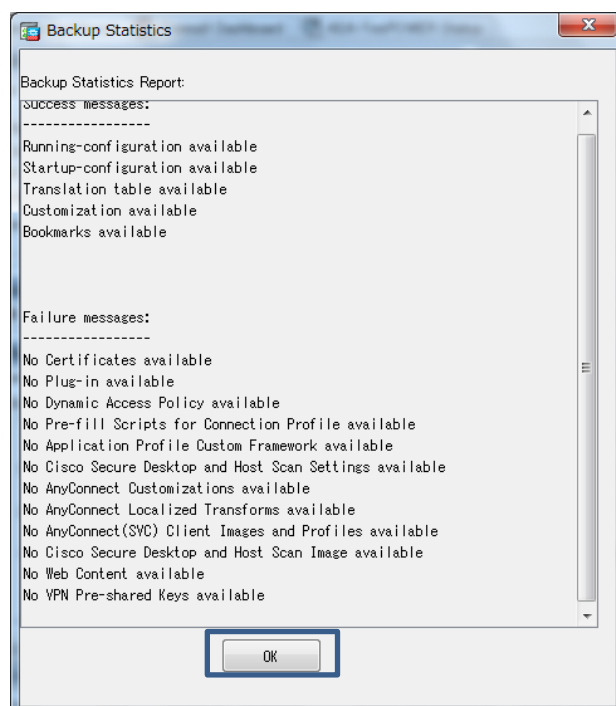 Backup Statistics
Backup Statistics Report:
Success messages:
-----------------
Running-configuration available
Startup-configuration available
Translation table available
Customization available
Bookmarks available
Failure messages:
-----------------
No Certificates available
No Plug-in available
No Dynamic Access Policy available
No Pre-fill Scripts for Connection Profile available
No Application Profile Custom Framework available
No Cisco Secure Desktop and Host Scan Settings available
No AnyConnect Customizations available
No AnyConnect Localized Transforms available
No AnyConnect(SVC) Client Images and Profiles available
No Cisco Secure Desktop and Host Scan Image available
No Web Content available
No VPN Pre-shared Keys available
OK